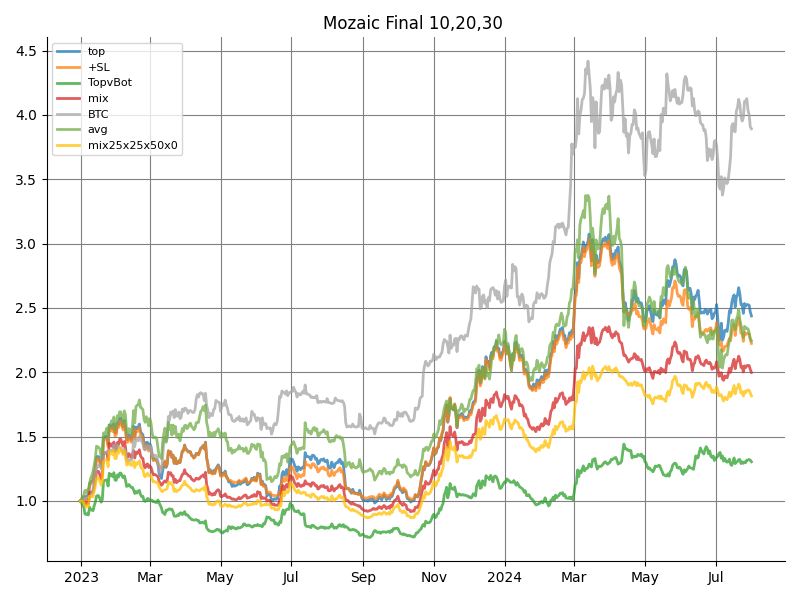 Mozaic Final 10,20,30
top
+SL
TopvBot
mix
BTC
avg
mix25x25x50x0
4.5
4.0
3.5
3.0
2.5
2.0
1.5
1.0
2023 Mar May Jul Sep Nov 2024 Mar May Jul